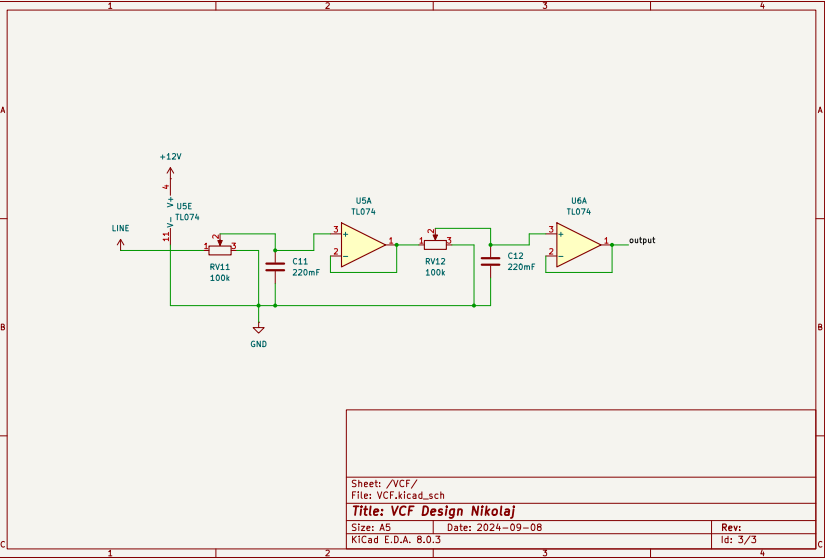 1 2 3 4
A A
+12V
4
V+
U5E
TL074
V-
11
LINE
1 2 3
RV11
100k
C11
220mF
U5A
TL074
3 +
2 -
1
1 2 3
RV12
100k
C12
220mF
U6A
TL074
3 +
2 -
1
output
GND
B B
Sheet: /VCF/
File: VCF.kicad_sch
Title: VCF Design Nikolaj
Size: A5 Date: 2024-09-08 Rev:
KiCad E.D.A. 8.0.3 Id: 3/3
C C
1 2 3 4